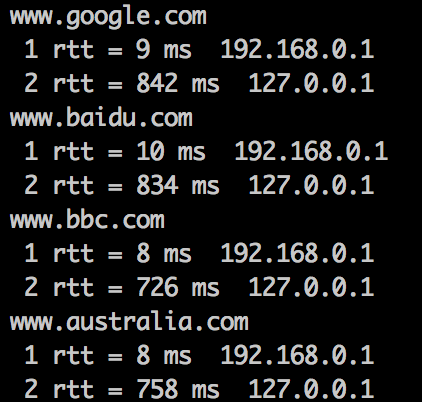 www.google.com
1 rtt = 9 ms 192.168.0.1
2 rtt = 842 ms 127.0.0.1
www.baidu.com
1 rtt = 10 ms 192.168.0.1
2 rtt = 834 ms 127.0.0.1
www.bbc.com
1 rtt = 8 ms 192.168.0.1
2 rtt = 726 ms 127.0.0.1
www.australia.com
1 rtt = 8 ms 192.168.0.1
2 rtt = 758 ms 127.0.0.1